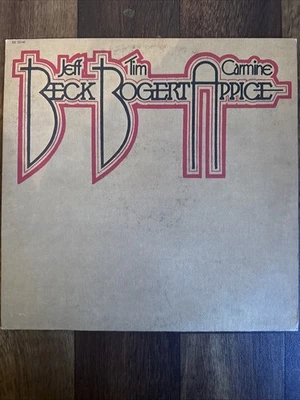 Jeff Tim Carmine
BECK BOGERT APPICE